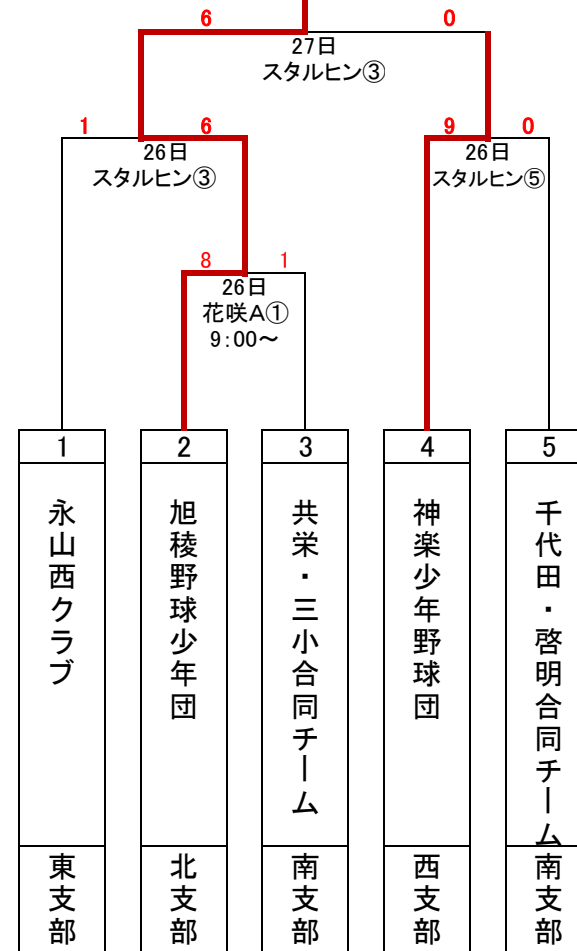 6 0
27日
スタルヒン③
1 6 9 0
26日 26日
スタルヒン③ スタルヒン⑤
8 1
26日
花咲A①
9:00～
1 2 3 4 5
永山西クラブ
旭稜野球少年団
共栄・三小合同チーム
神楽少年野球団
千代田・啓明合同チーム
東支部
北支部
南支部
西支部
南支部